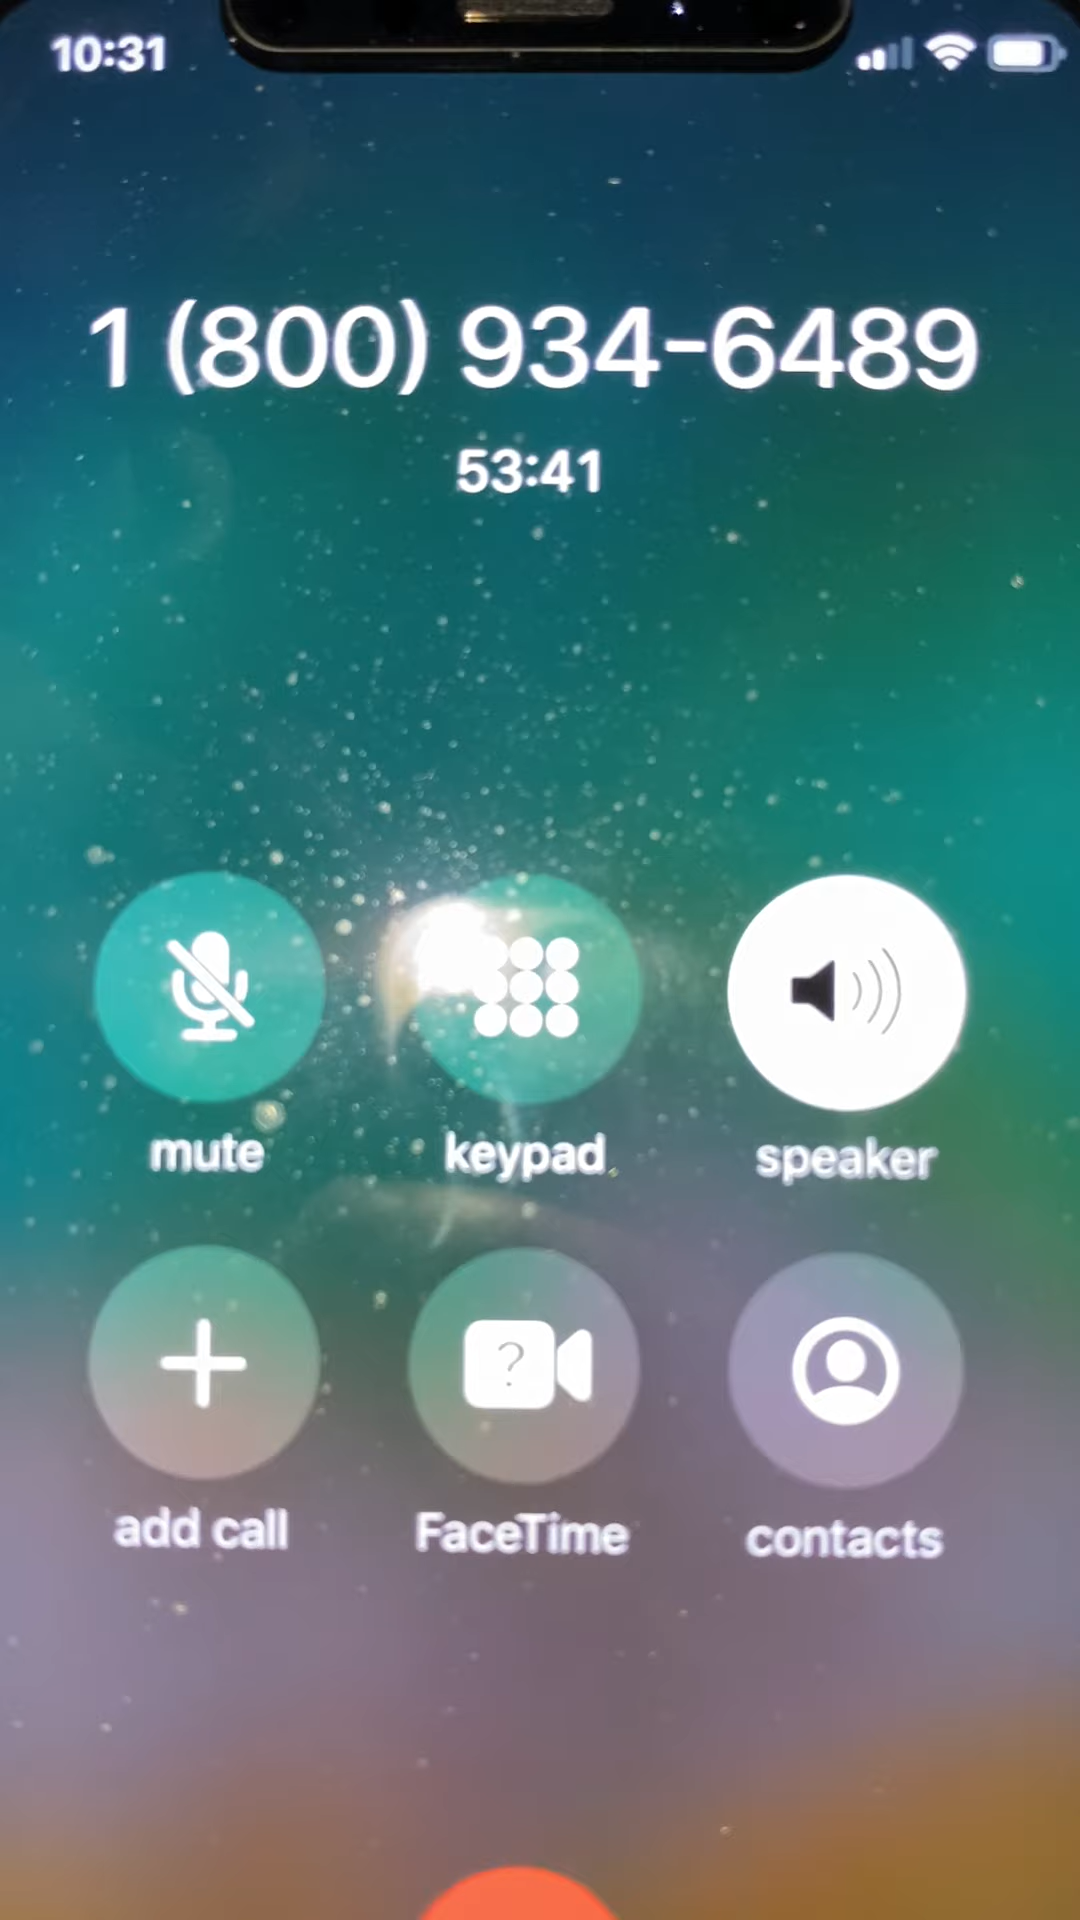 10:31
1 (800) 934-6489
53:41
mute
keypad
speaker
?
add call
FaceTime
contacts